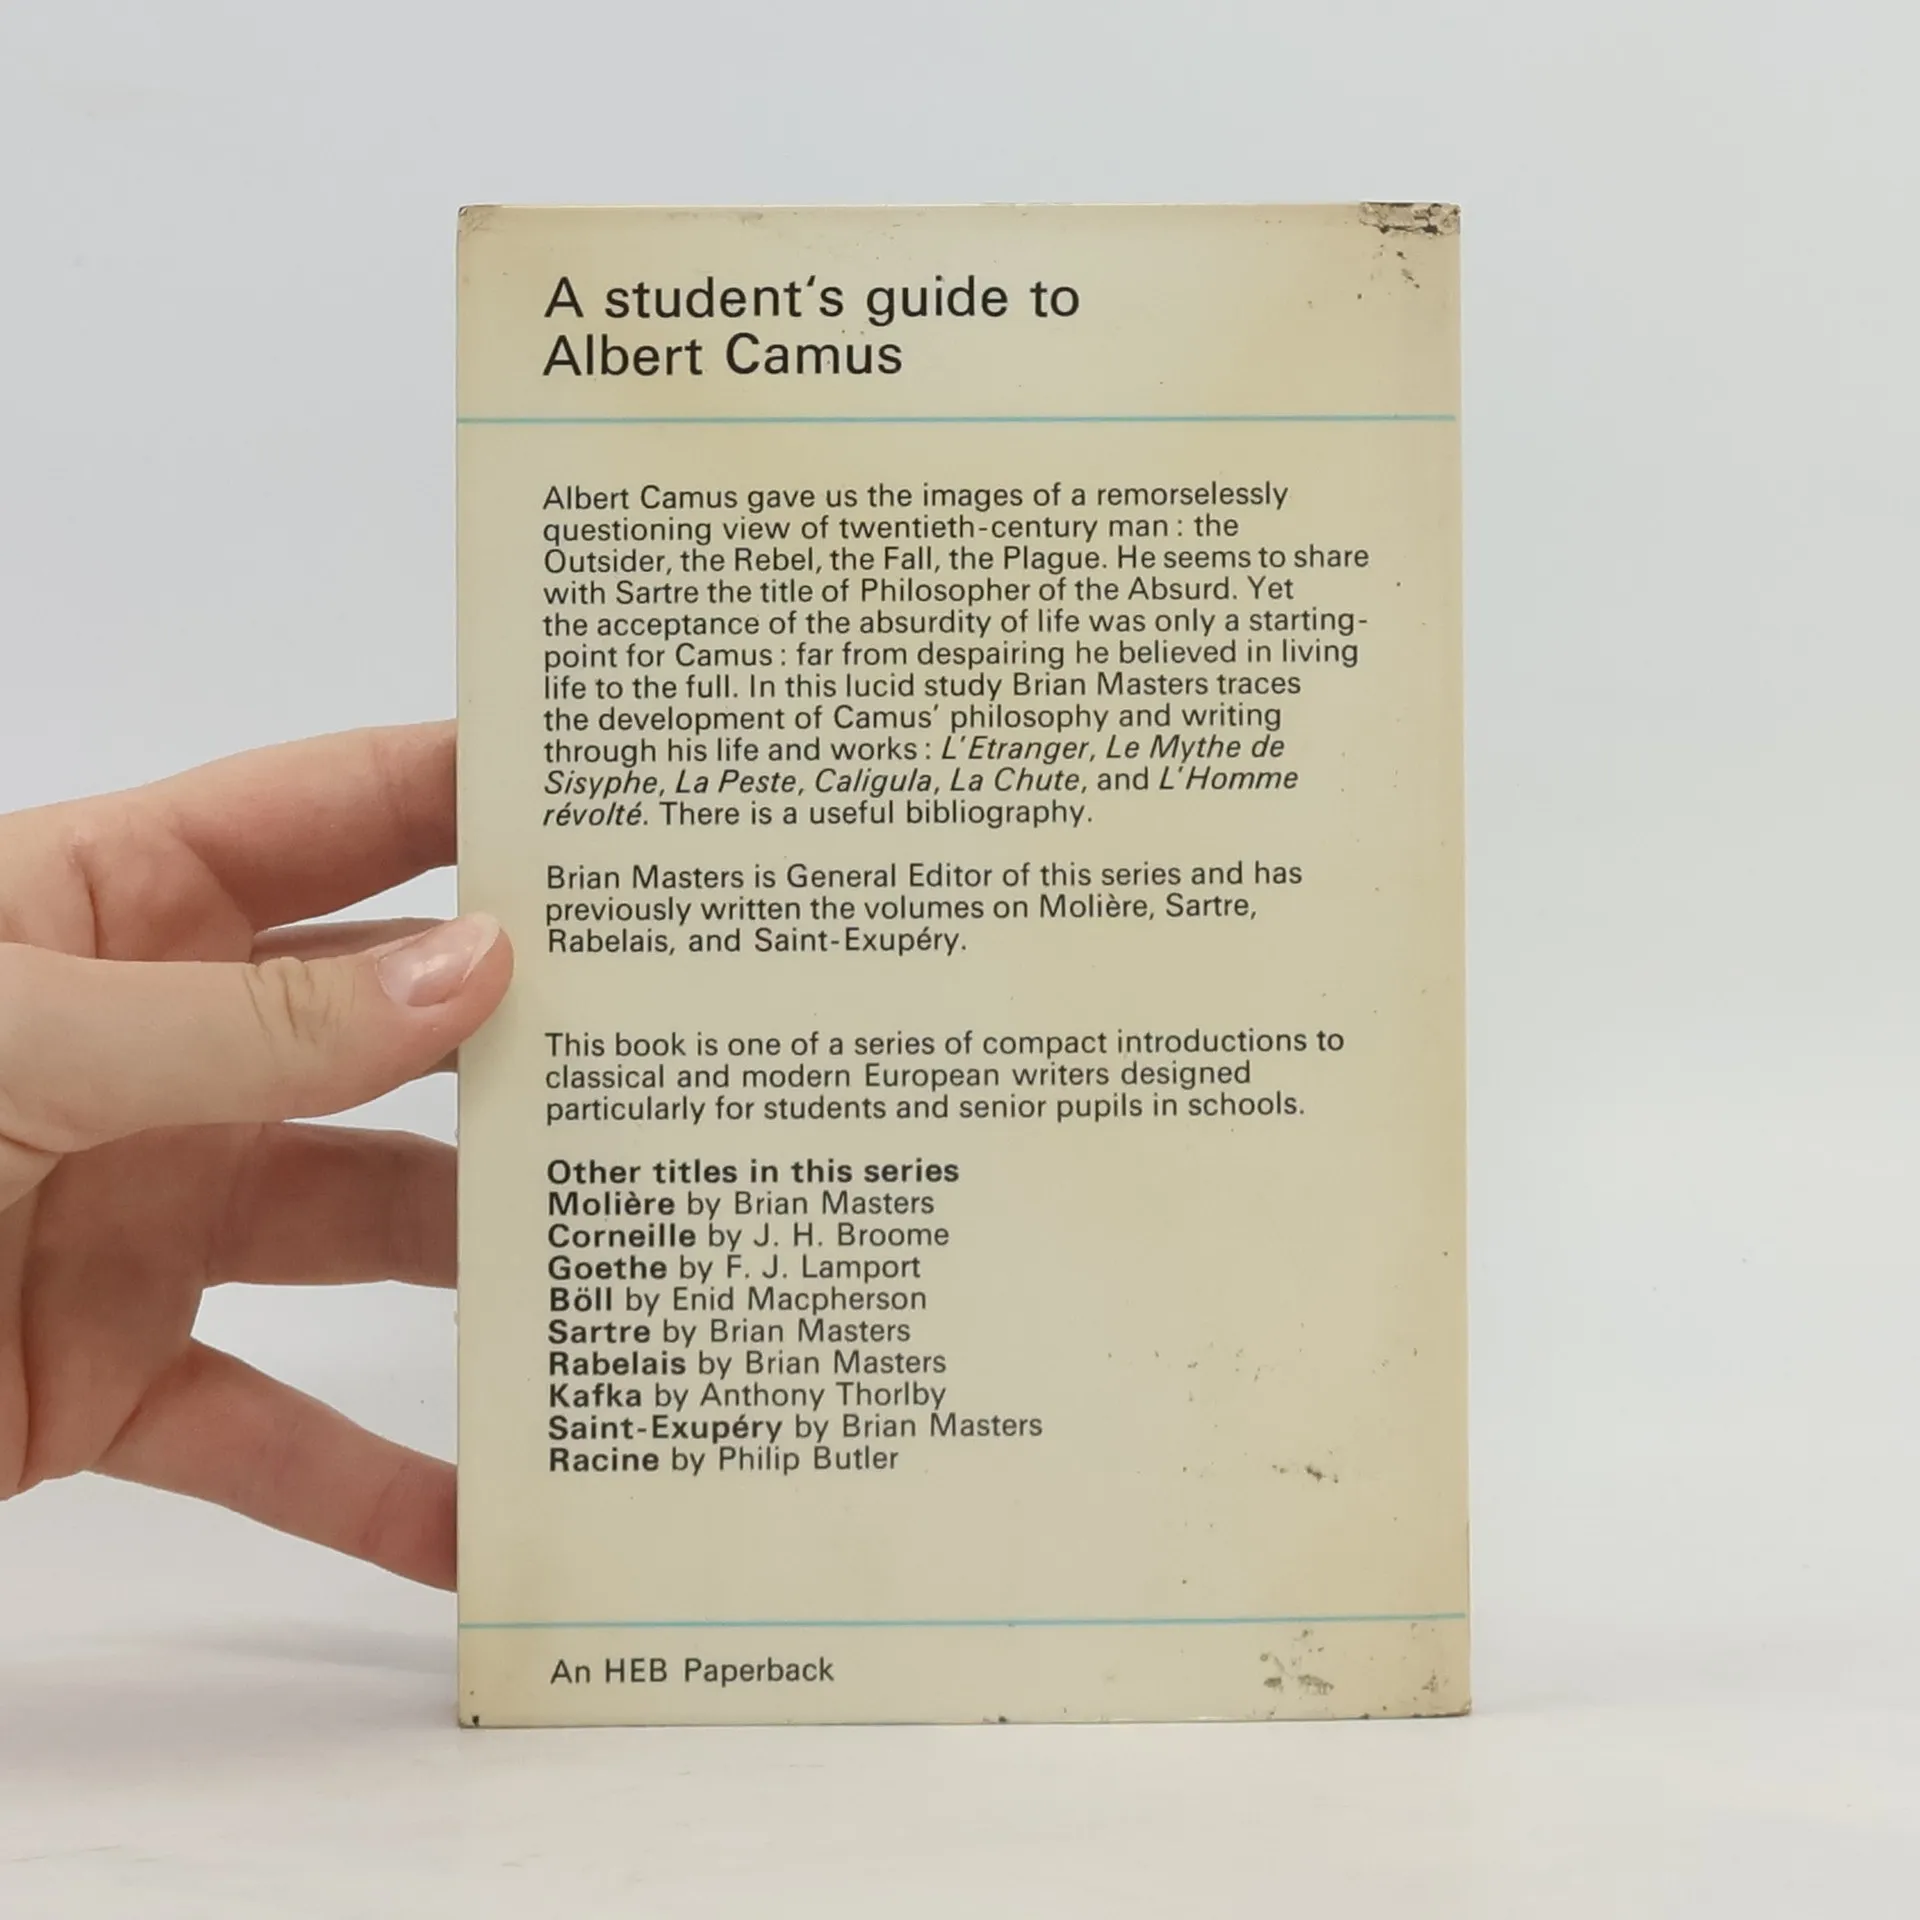 A student‘s guide to
Albert Camus
Albert Camus gave us the images of a remorselessly
questioning view of twentieth-century man : the
Outsider, the Rebel, the Fall, the Plague. He seems to share
with Sartre the title of Philosopher of the Absurd. Yet
the acceptance of the absurdity of life was only a starting-
point for Camus : far from despairing he believed in living
life to the full. In this lucid study Brian Masters traces
the development of Camus’ philosophy and writing
through his life and works : L’Etranger, Le Mythe de
Sisyphe, La Peste, Caligula, La Chute, and L’Homme
révolté. There is a useful bibliography.
Brian Masters is General Editor of this series and has
previously written the volumes on Molière, Sartre,
Rabelais, and Saint-Exupéry.
This book is one of a series of compact introductions to
classical and modern European writers designed
particularly for students and senior pupils in schools.
Other titles in this series
Molière by Brian Masters
Corneille by J. H. Broome
Goethe by F. J. Lamport
Böll by Enid Macpherson
Sartre by Brian Masters
Rabelais by Brian Masters
Kafka by Anthony Thorlby
Saint-Exupéry by Brian Masters
Racine by Philip Butler
An HEB Paperback